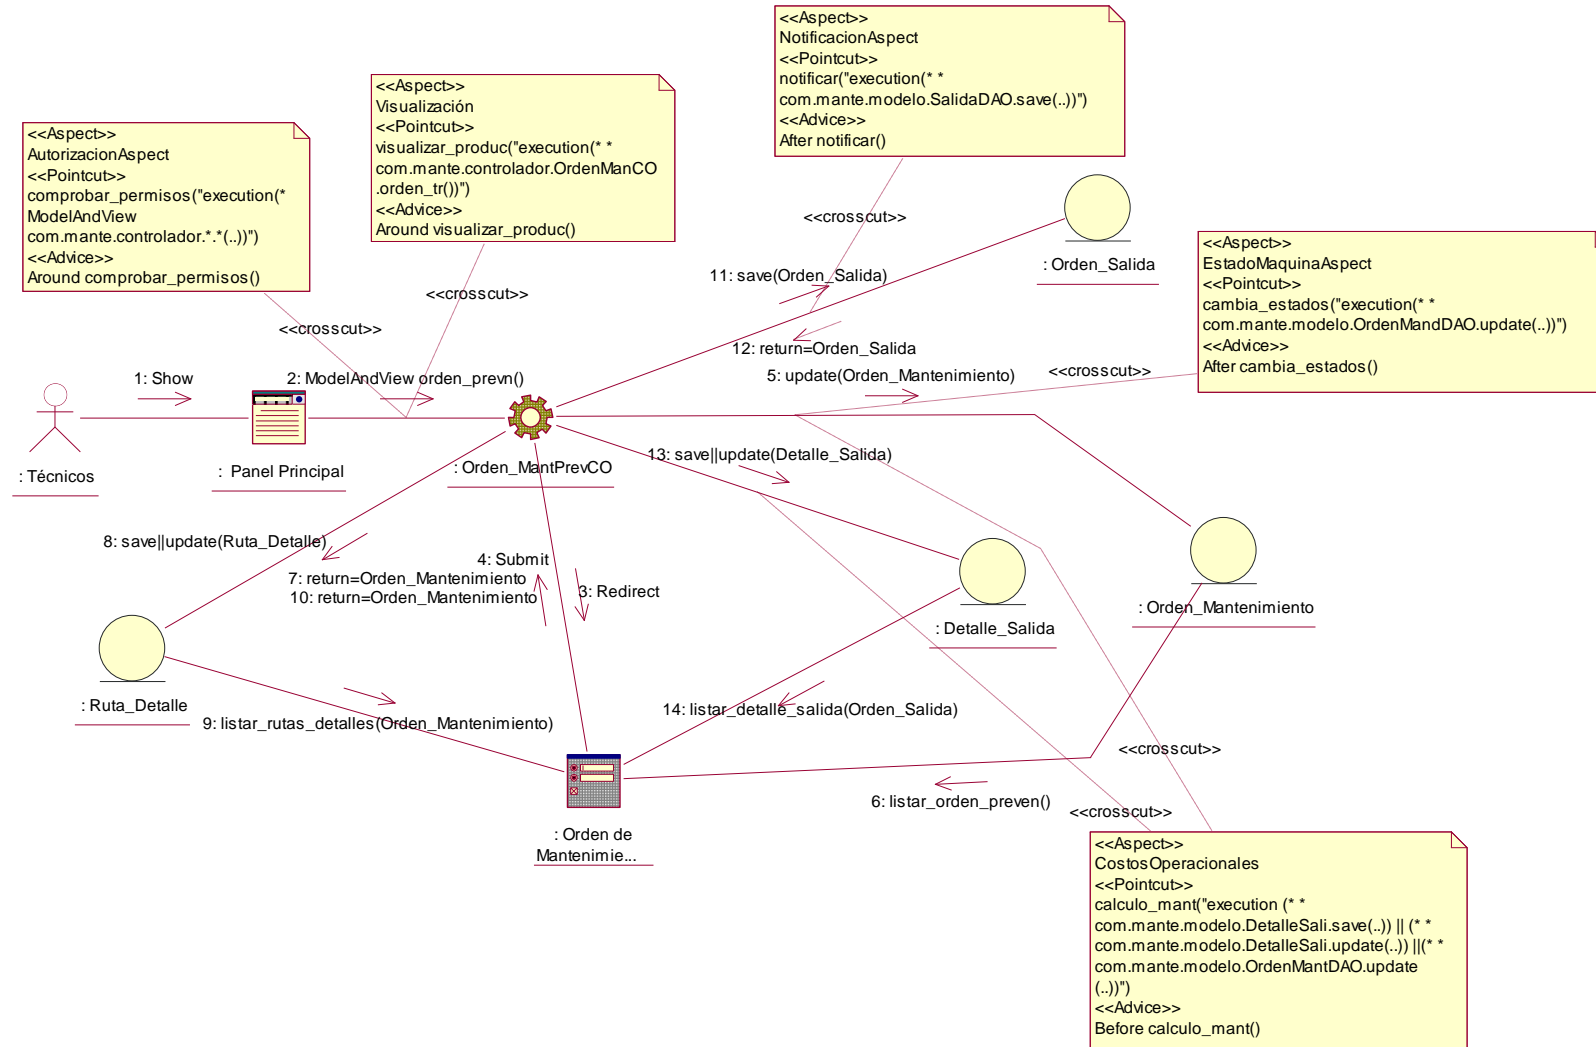 <<Aspect>>
NotificacionAspect
<<Pointcut>>
notificar("execution(* *
com.mante.modelo.SalidaDAO.save(..))")
<<Advice>>
After notificar()
<<Aspect>>
Visualización
<<Pointcut>>
visualizar_produc("execution(* *
com.mante.controlador.OrdenManCO
.orden_tr())")
<<Advice>>
Around visualizar_produc()
<<Aspect>>
AutorizacionAspect
<<Pointcut>>
comprobar_permisos("execution(*
ModelAndView
com.mante.controlador.*.*(..))")
<<Advice>>
Around comprobar_permisos()
<<crosscut>>
: Orden_Salida
<<Aspect>>
EstadoMaquinaAspect
<<Pointcut>>
cambia_estados("execution(* *
com.mante.modelo.OrdenMandDAO.update(..))")
<<Advice>>
After cambia_estados()
11: save(Orden_Salida)
<<crosscut>>
<<crosscut>>
12: return=Orden_Salida
1: Show
2: ModelAndView orden_prevn()
5: update(Orden_Mantenimiento)
<<crosscut>>
: Técnicos
: Panel Principal
: Orden_MantPrevCO
13: save||update(Detalle_Salida)
8: save||update(Ruta_Detalle)
4: Submit
7: return=Orden_Mantenimiento
10: return=Orden_Mantenimiento
3: Redirect
: Detalle_Salida
: Orden_Mantenimiento
: Ruta_Detalle
9: listar_rutas_detalles(Orden_Mantenimiento)
14: listar_detalle_salida(Orden_Salida)
<<crosscut>>
6: listar_orden_preven()
<<crosscut>>
: Orden de
Mantenimie...
<<Aspect>>
CostosOperacionales
<<Pointcut>>
calculo_mant("execution (* *
com.mante.modelo.DetalleSali.save(..)) || (* *
com.mante.modelo.DetalleSali.update(..)) ||(* *
com.mante.modelo.OrdenMantDAO.update
(..))")
<<Advice>>
Before calculo_mant()